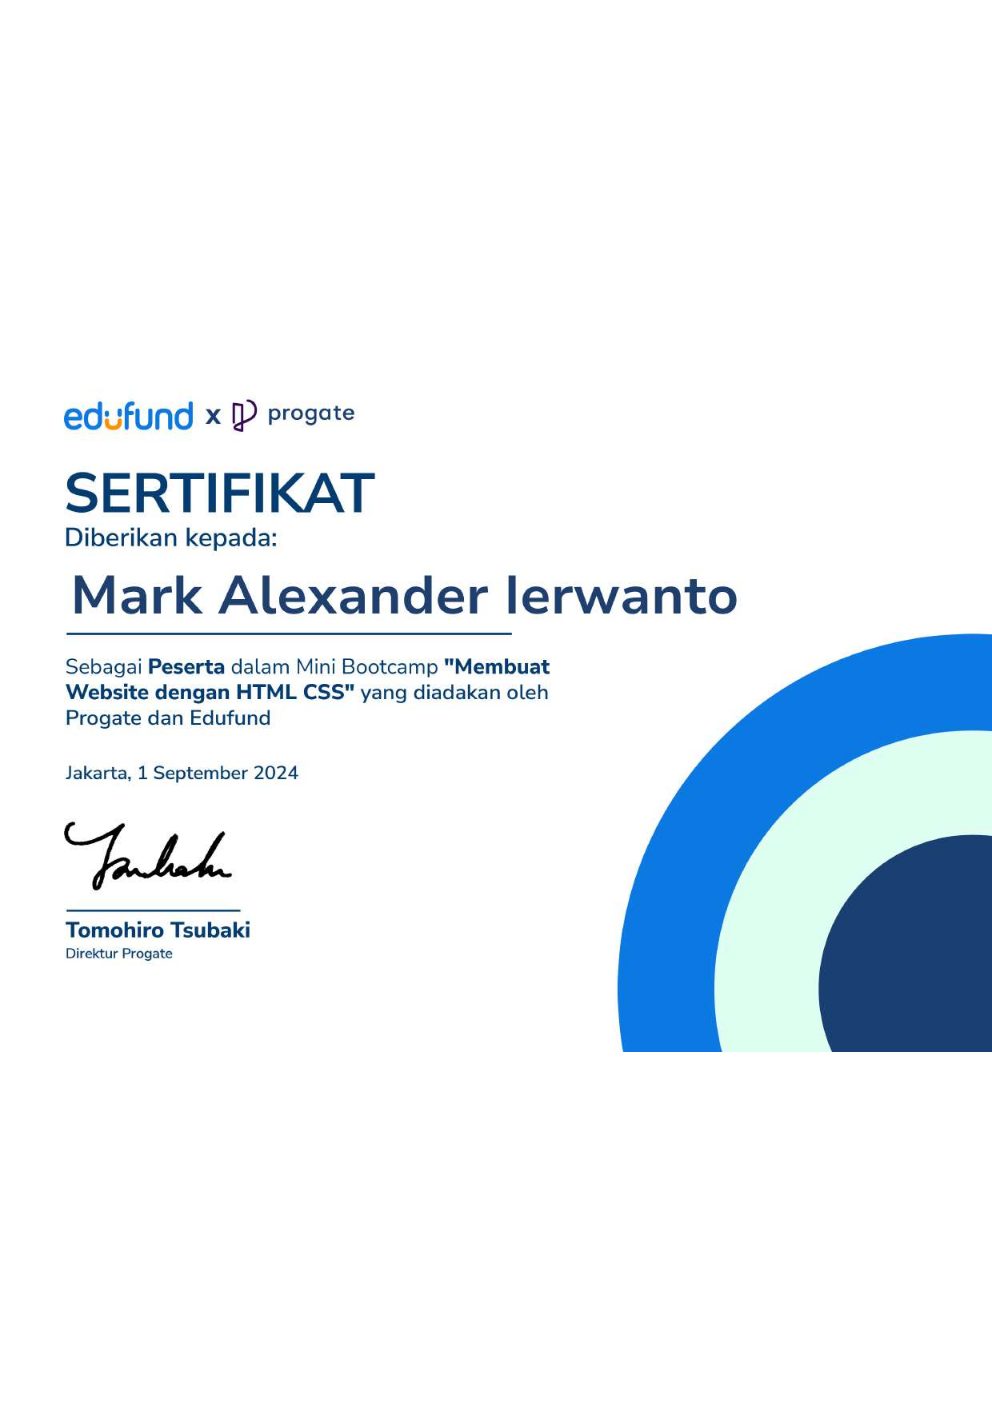 edufund x progate
SERTIFIKAT
Diberikan kepada:
Mark Alexander Ierwanto
Sebagai Peserta dalam Mini Bootcamp "Membuat
Website dengan HTML CSS" yang diadakan oleh
Progate dan Edufund
Jakarta, 1 September 2024
Tomohiro Tsubaki
Direktur Progate